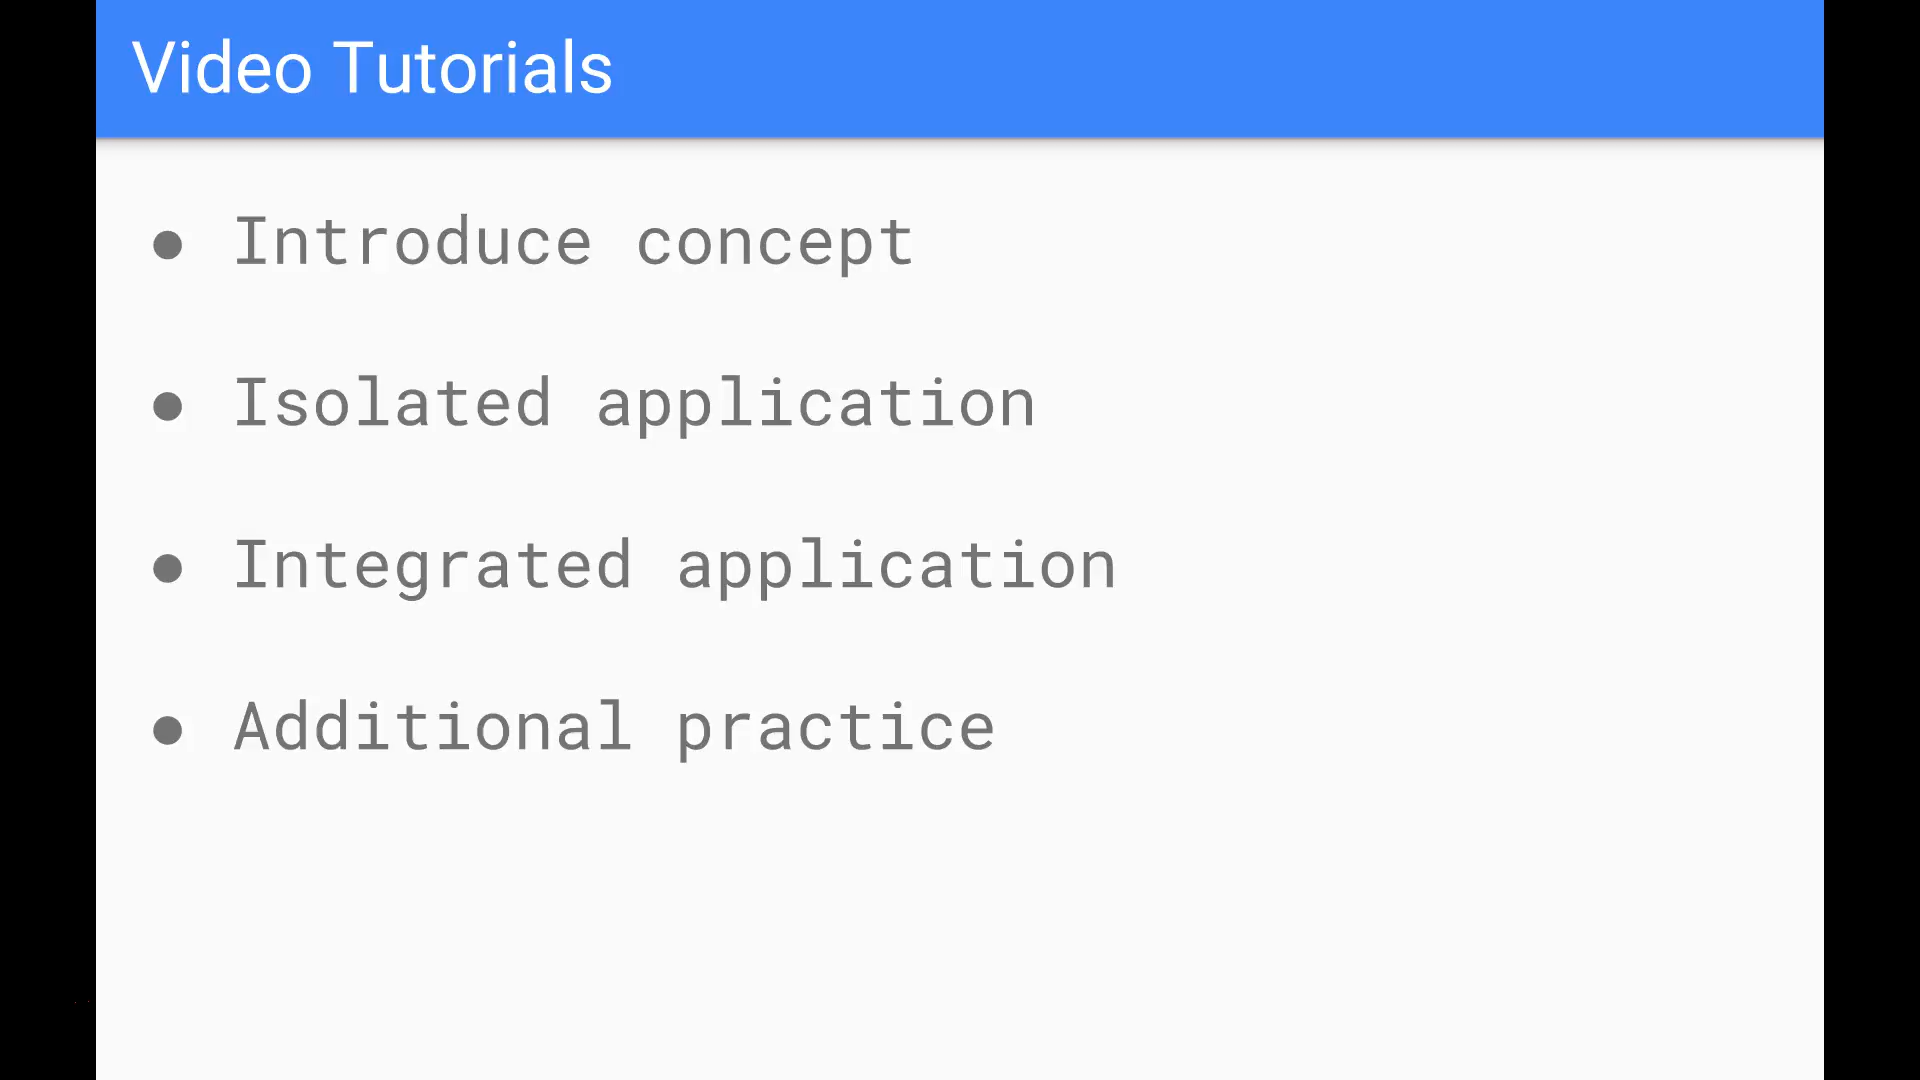 Video Tutorials
● Introduce concept
● Isolated application
● Integrated application
● Additional practice